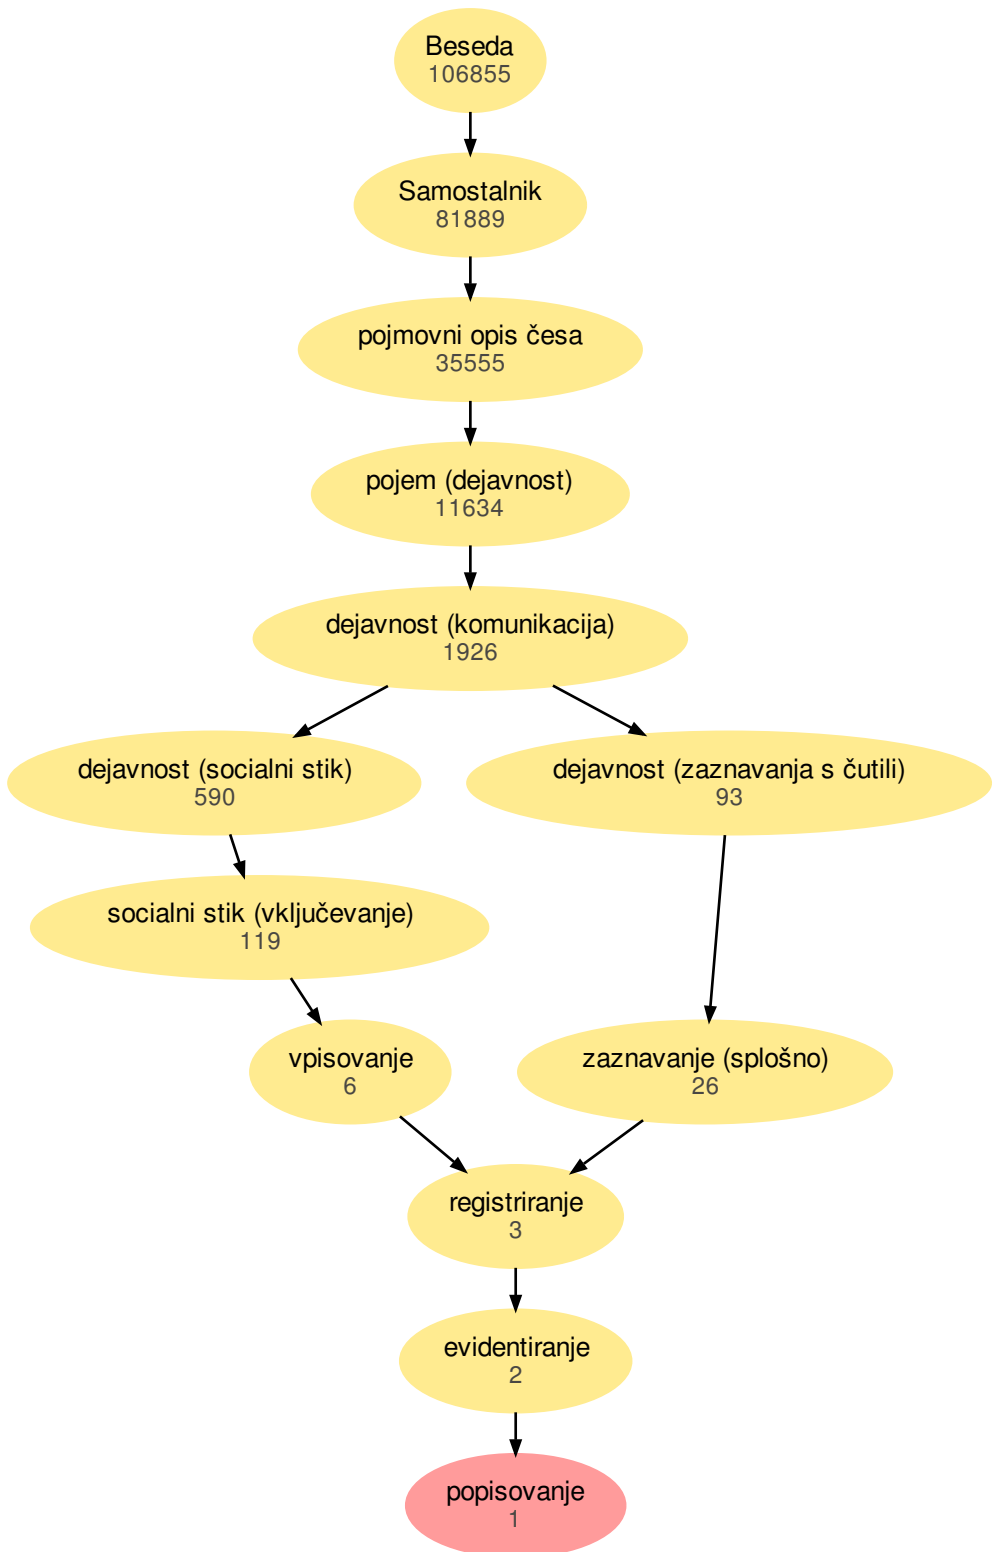 Beseda
106855
Samostalnik
81889
pojmovni opis česa
35555
pojem (dejavnost)
11634
dejavnost (komunikacija)
1926
dejavnost (socialni stik)
590
dejavnost (zaznavanja s čutili)
93
socialni stik (vključevanje)
119
vpisovanje
6
zaznavanje (splošno)
26
registriranje
3
evidentiranje
2
popisovanje
1